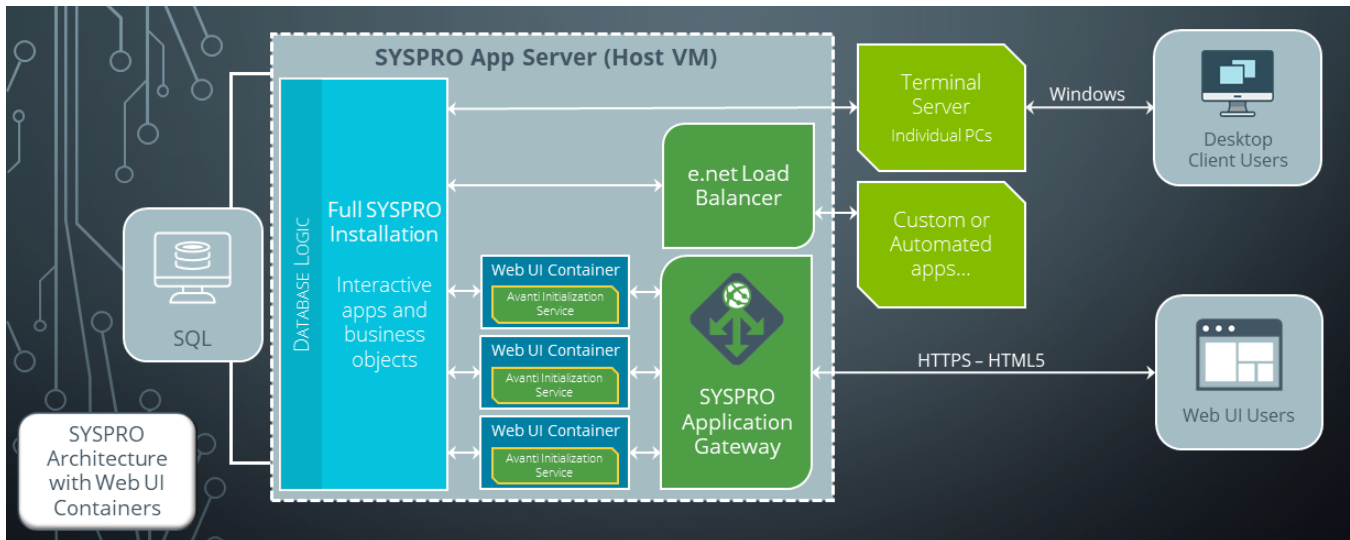 SYSPRO App Server (Host VM)
DATABASE LOGIC
Full SYSPRO
Installation
Interactive
apps and
business
objects
SQL
SYSPRO
Architecture
with Web UI
Containers
Web UI Container
Avanti Initialization
Service
Web UI Container
Avanti Initialization
Service
Web UI Container
Avanti Initialization
Service
e.net Load
Balancer
SYSPRO
Application
Gateway
Terminal
Server
Individual PCs
Custom or
Automated
apps...
Windows
Desktop
Client Users
HTTPS – HTML5
Web UI Users